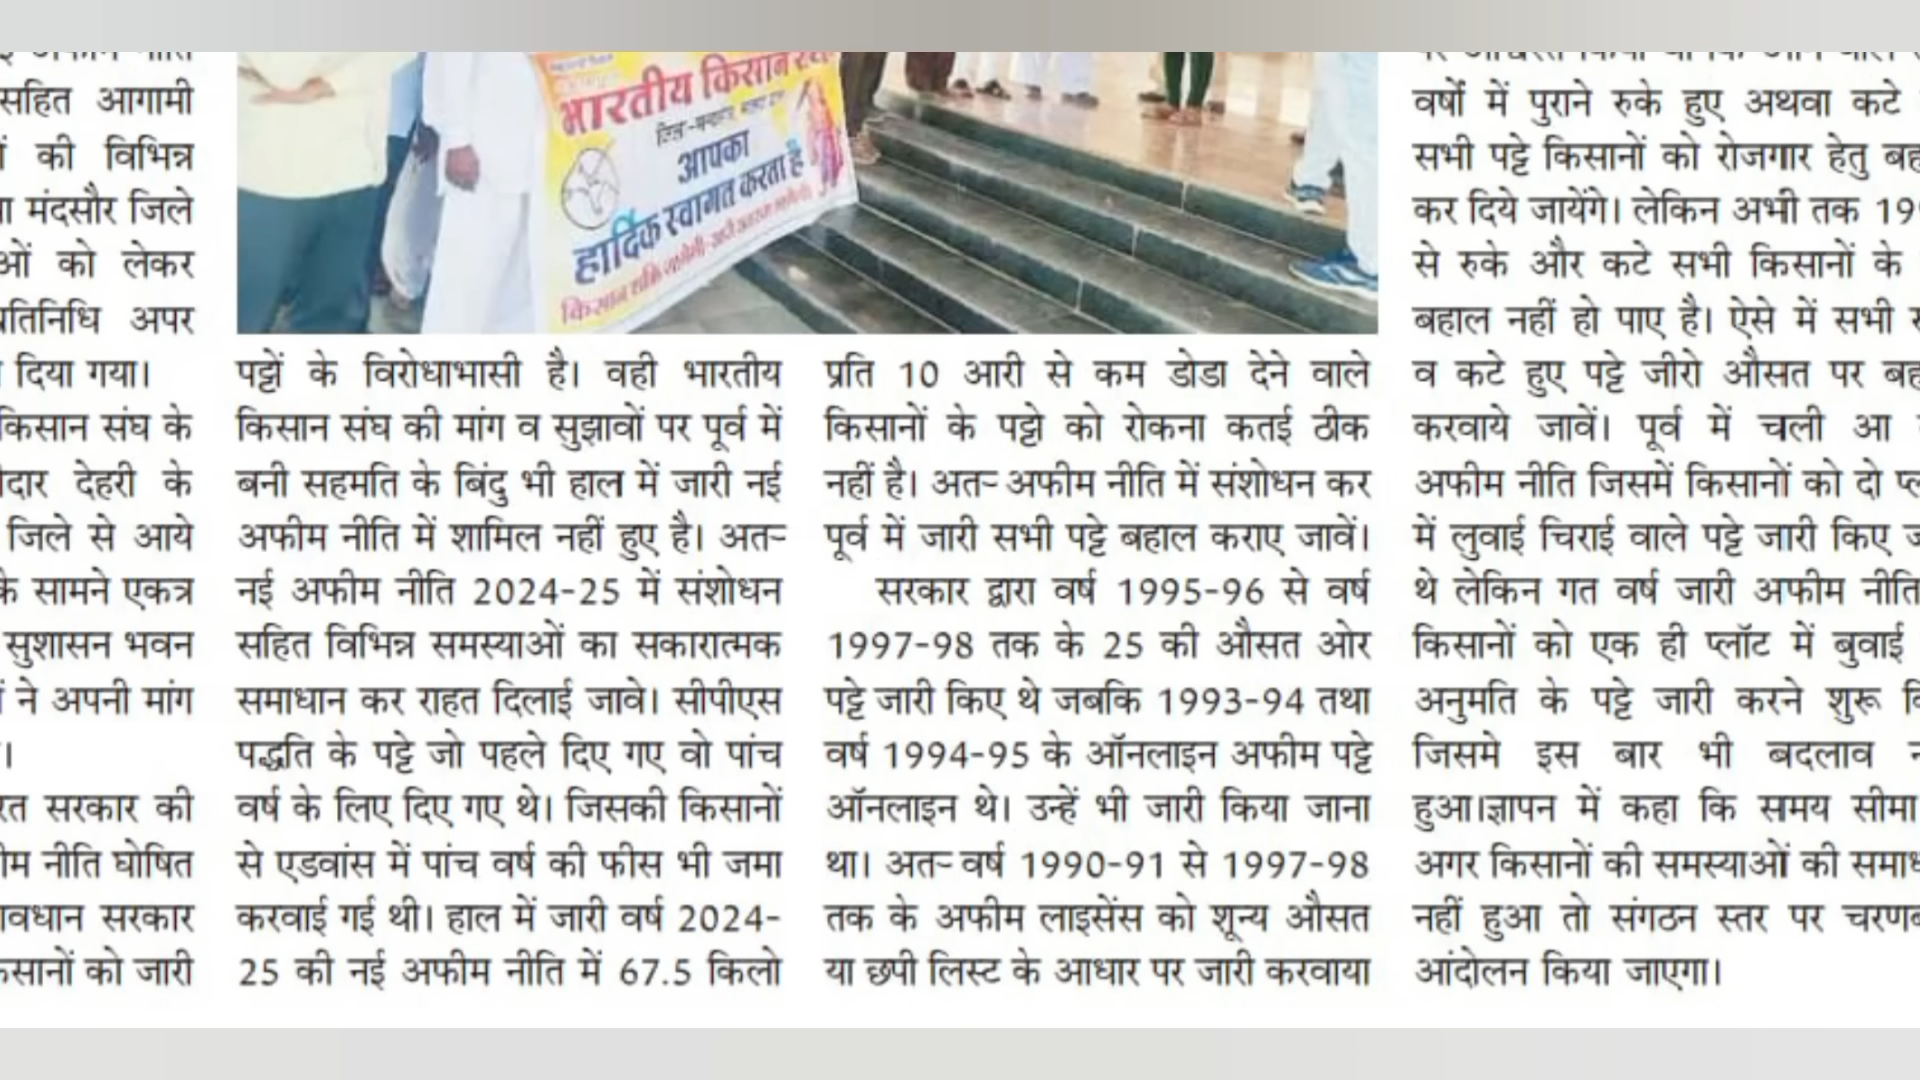 सहित आगामी
की विभिन्न
मंदसौर जिले
को लेकर
अपर
दिया गया।
किसान संघ के
देहरी के
जिले से आये
के सामने एकत्र
सुशासन भवन
ने अपनी मांग
।
सरकार की
नीति घोषित
सरकार
को जारी
भारतीय किसान
आपका
हार्दिक स्वागत करता है
पट्टों के विरोधाभासी है। वही भारतीय
किसान संघ की मांग व सुझावों पर पूर्व में
बनी सहमति के बिंदु भी हाल में जारी नई
अफीम नीति में शामिल नहीं हुए है। अतः-
नई अफीम नीति 2024-25 में संशोधन
सहित विभिन्न समस्याओं का सकारात्मक
समाधान कर राहत दिलाई जावे। सीपीएस
पद्धति के पट्टे जो पहले दिए गए वो पांच
वर्ष के लिए दिए गए थे। जिसकी किसानों
से एडवांस में पांच वर्ष की फीस भी जमा
करवाई गई थी। हाल में जारी वर्ष 2024-
25 की नई अफीम नीति में 67.5 किलो
प्रति 10 आरी से कम डोडा देने वाले
किसानों के पट्टो को रोकना कतई ठीक
नहीं है। अतः- अफीम नीति में संशोधन कर
पूर्व में जारी सभी पट्टे बहाल कराए जावें।
सरकार द्वारा वर्ष 1995-96 से वर्ष
1997-98 तक के 25 की औसत ओर
पट्टे जारी किए थे जबकि 1993-94 तथा
वर्ष 1994-95 के ऑनलाइन अफीम पट्टे
ऑनलाइन थे। उन्हें भी जारी किया जाना
था। अतः- वर्ष 1990-91 से 1997-98
तक के अफीम लाइसेंस को शून्य औसत
या छपी लिस्ट के आधार पर जारी करवाया
वर्षों में पुराने रुके हुए अथवा कटे
सभी पट्टे किसानों को रोजगार हेतु
कर दिये जायेंगे। लेकिन अभी तक
से रुके और कटे सभी किसानों के
बहाल नहीं हो पाए है। ऐसे में सभी
व कटे हुए पट्टे जीरो औसत पर
करवाये जावें। पूर्व में चली आ
अफीम नीति जिसमें किसानों को दो
में लुवाई चिराई वाले पट्टे जारी किए
थे लेकिन गत वर्ष जारी अफीम नीति
किसानों को एक ही प्लॉट में बुवाई
अनुमति के पट्टे जारी करने शुरू
जिसमे इस बार भी बदलाव
हुआ।ज्ञापन में कहा कि समय सीमा
अगर किसानों की समस्याओं की
नहीं हुआ तो संगठन स्तर पर
आंदोलन किया जाएगा।